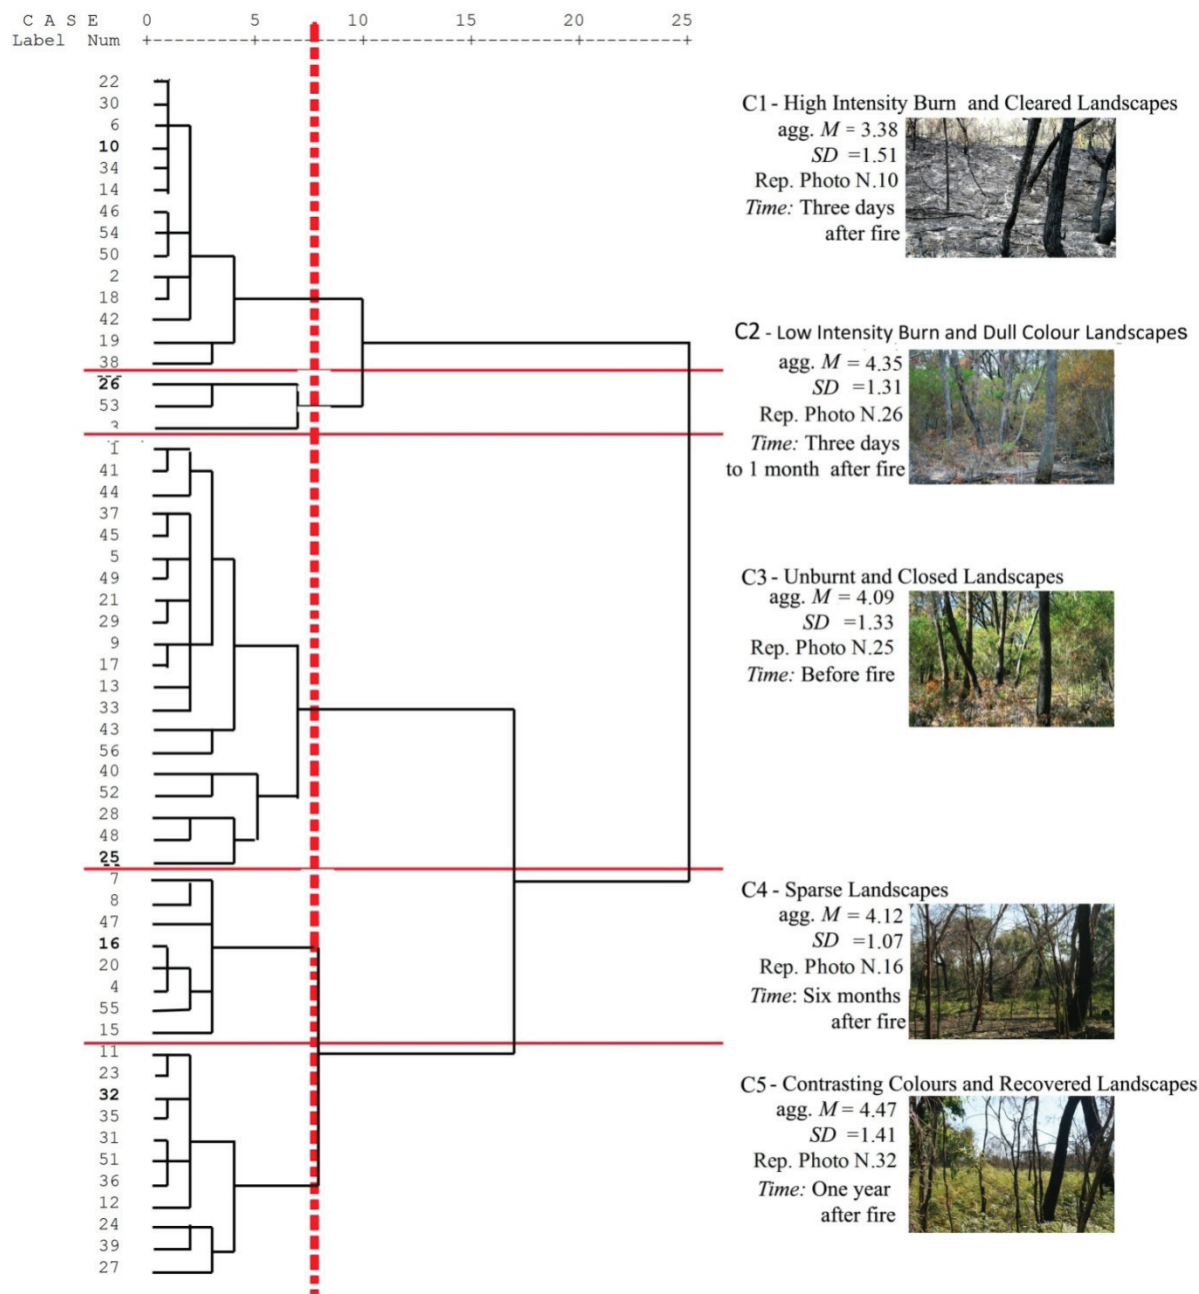 C A S E 0 5 10 15 20 25
Label Num
22
30
6
10
34
14
46
54
50
2
18
42
19
38
26
53
3
1
41
44
37
45
5
49
21
29
9
17
13
33
43
56
40
52
28
48
25
7
8
47
16
20
4
55
15
11
23
32
35
31
51
36
12
24
39
27
C1 - High Intensity Burn and Cleared Landscapes
agg. M = 3.38
SD =1.51
Rep. Photo N.10
Time: Three days
after fire
C2 - Low Intensity Burn and Dull Colour Landscapes
agg. M = 4.35
SD =1.31
Rep. Photo N.26
Time: Three days
to 1 month after fire
C3 - Unburnt and Closed Landscapes
agg. M = 4.09
SD =1.33
Rep. Photo N.25
Time: Before fire
C4 - Sparse Landscapes
agg. M = 4.12
SD =1.07
Rep. Photo N.16
Time: Six months
after fire
C5 - Contrasting Colours and Recovered Landscapes
agg. M = 4.47
SD =1.41
Rep. Photo N.32
Time: One year
after fire